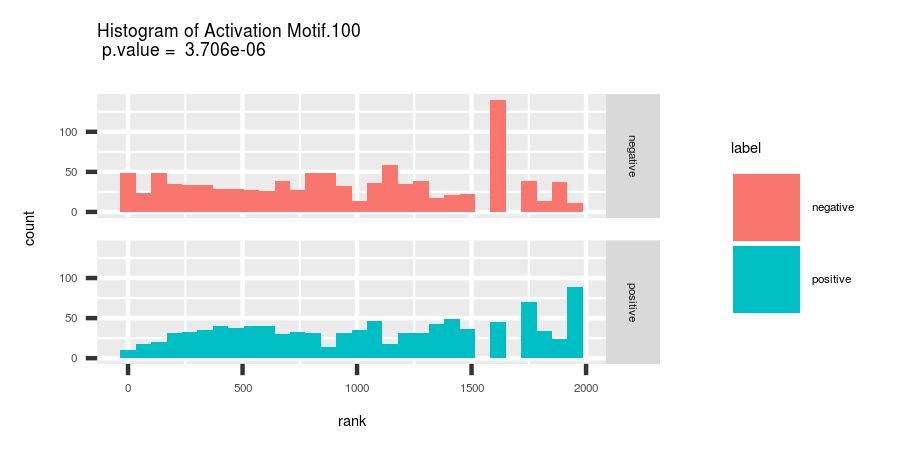 Histogram of Activation Motif.100
p.value = 3.706e-06
count
100
50
0
negative
100
50
0
positive
0
500
1000
1500
2000
rank
label
negative
positive